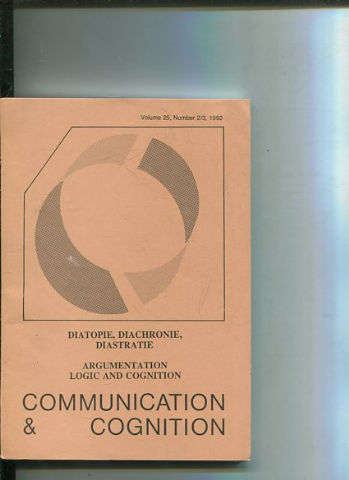 Volume 25, Number 2/3, 1992
DIATOPIE, DIACHRONIE,
DIASTRATIE
ARGUMENTATION
LOGIC AND COGNITION
COMMUNICATION
& COGNITION